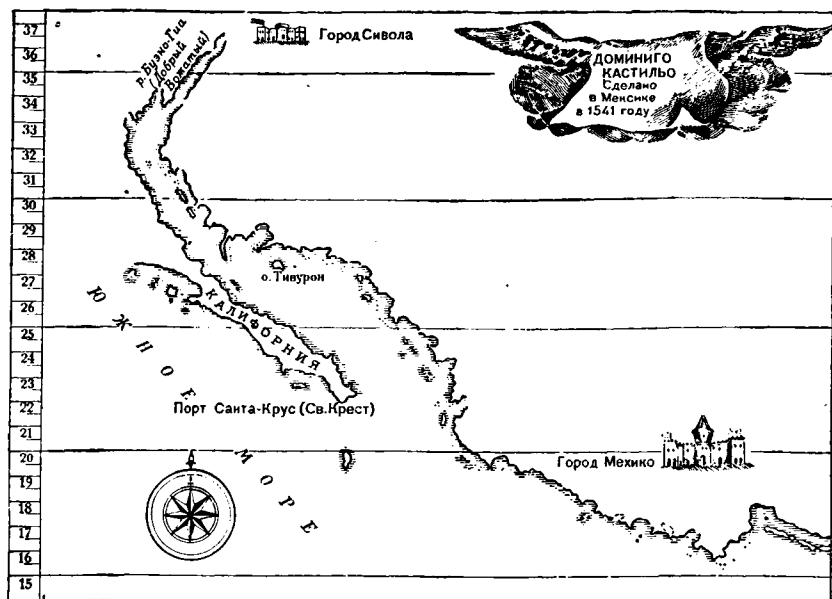 37
36
35
34
33
32
31
30
29
28
27
26
25
24
23
22
21
20
19
18
17
16
15
р. Буэно-Гиа
(Добрый
Вожатый)
Город Сивола
ДОМИНИГО
КАСТИЛЬО
Сделано
в Мексике
в 1541 году
о. Тивурон
КАЛИФОРНИЯ
ЮЖНОЕ МОРЕ
Порт Санта-Крус (Св. Крест)
Город Мехико